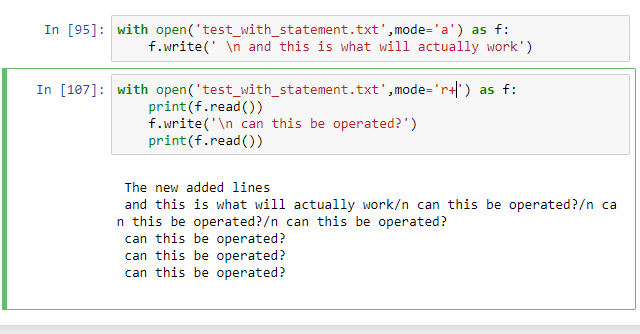 In [95]: with open('test_with_statement.txt',mode='a') as f:
f.write(' \n and this is what will actually work')
In [107]: with open('test_with_statement.txt',mode='r+') as f:
print(f.read())
f.write('\n can this be operated?')
print(f.read())
The new added lines
and this is what will actually work/n can this be operated?/n ca
n this be operated?/n can this be operated?
can this be operated?
can this be operated?
can this be operated?